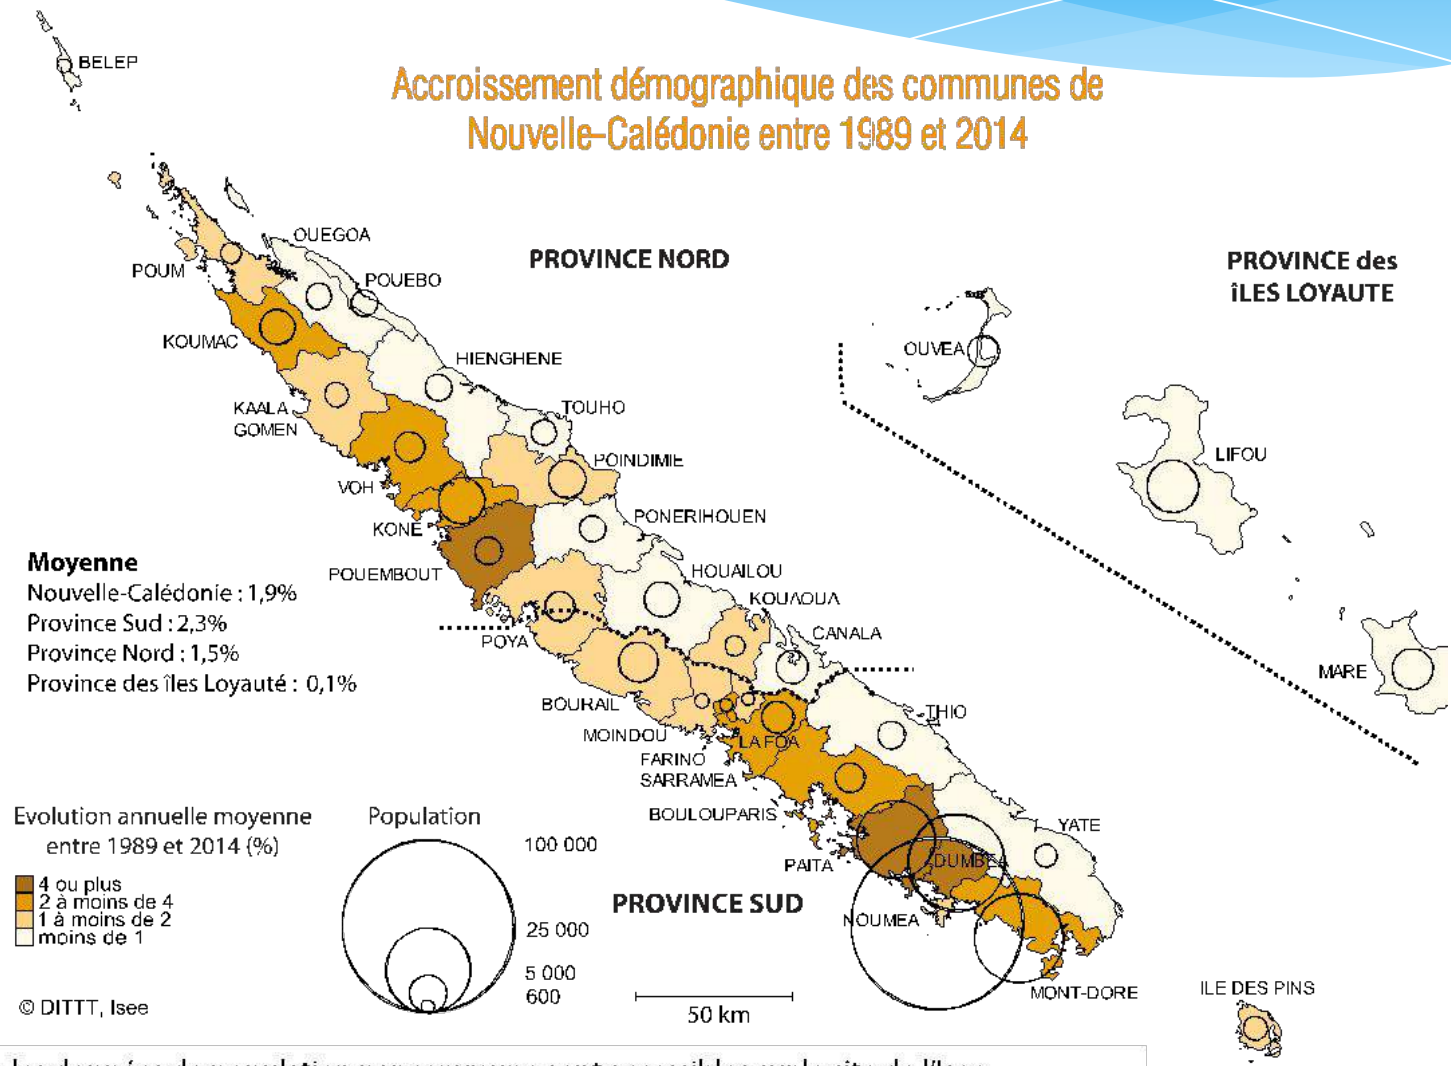 Accroissement démographique des communes de
Nouvelle-Calédonie entre 1989 et 2014
BELEP
OUEGOA
POUM
POUEBO
KOUMAC
HIENGHENE
KAALA
GOMEN
TOUHO
POINDIMIE
VOH
KONE
PONERIHOUEN
POUEMBOUT
HOUAILOU
KOUAOUA
CANALA
POYA
BOURAIL
MOINDOU
THIO
LA FOA
FARINO
SARRAMEA
BOULOUPARIS
YATE
PAITA
DUMBEA
NOUMEA
MONT-DORE
ILE DES PINS
PROVINCE NORD
PROVINCE des
îLES LOYAUTE
OUVEA
LIFOU
MARE
PROVINCE SUD
Moyenne
Nouvelle-Calédonie : 1,9%
Province Sud : 2,3%
Province Nord : 1,5%
Province des îles Loyauté : 0,1%
Evolution annuelle moyenne
entre 1989 et 2014 (%)
4 ou plus
2 à moins de 4
1 à moins de 2
moins de 1
Population
100 000
25 000
5 000
600
50 km
© DITTT, Isee